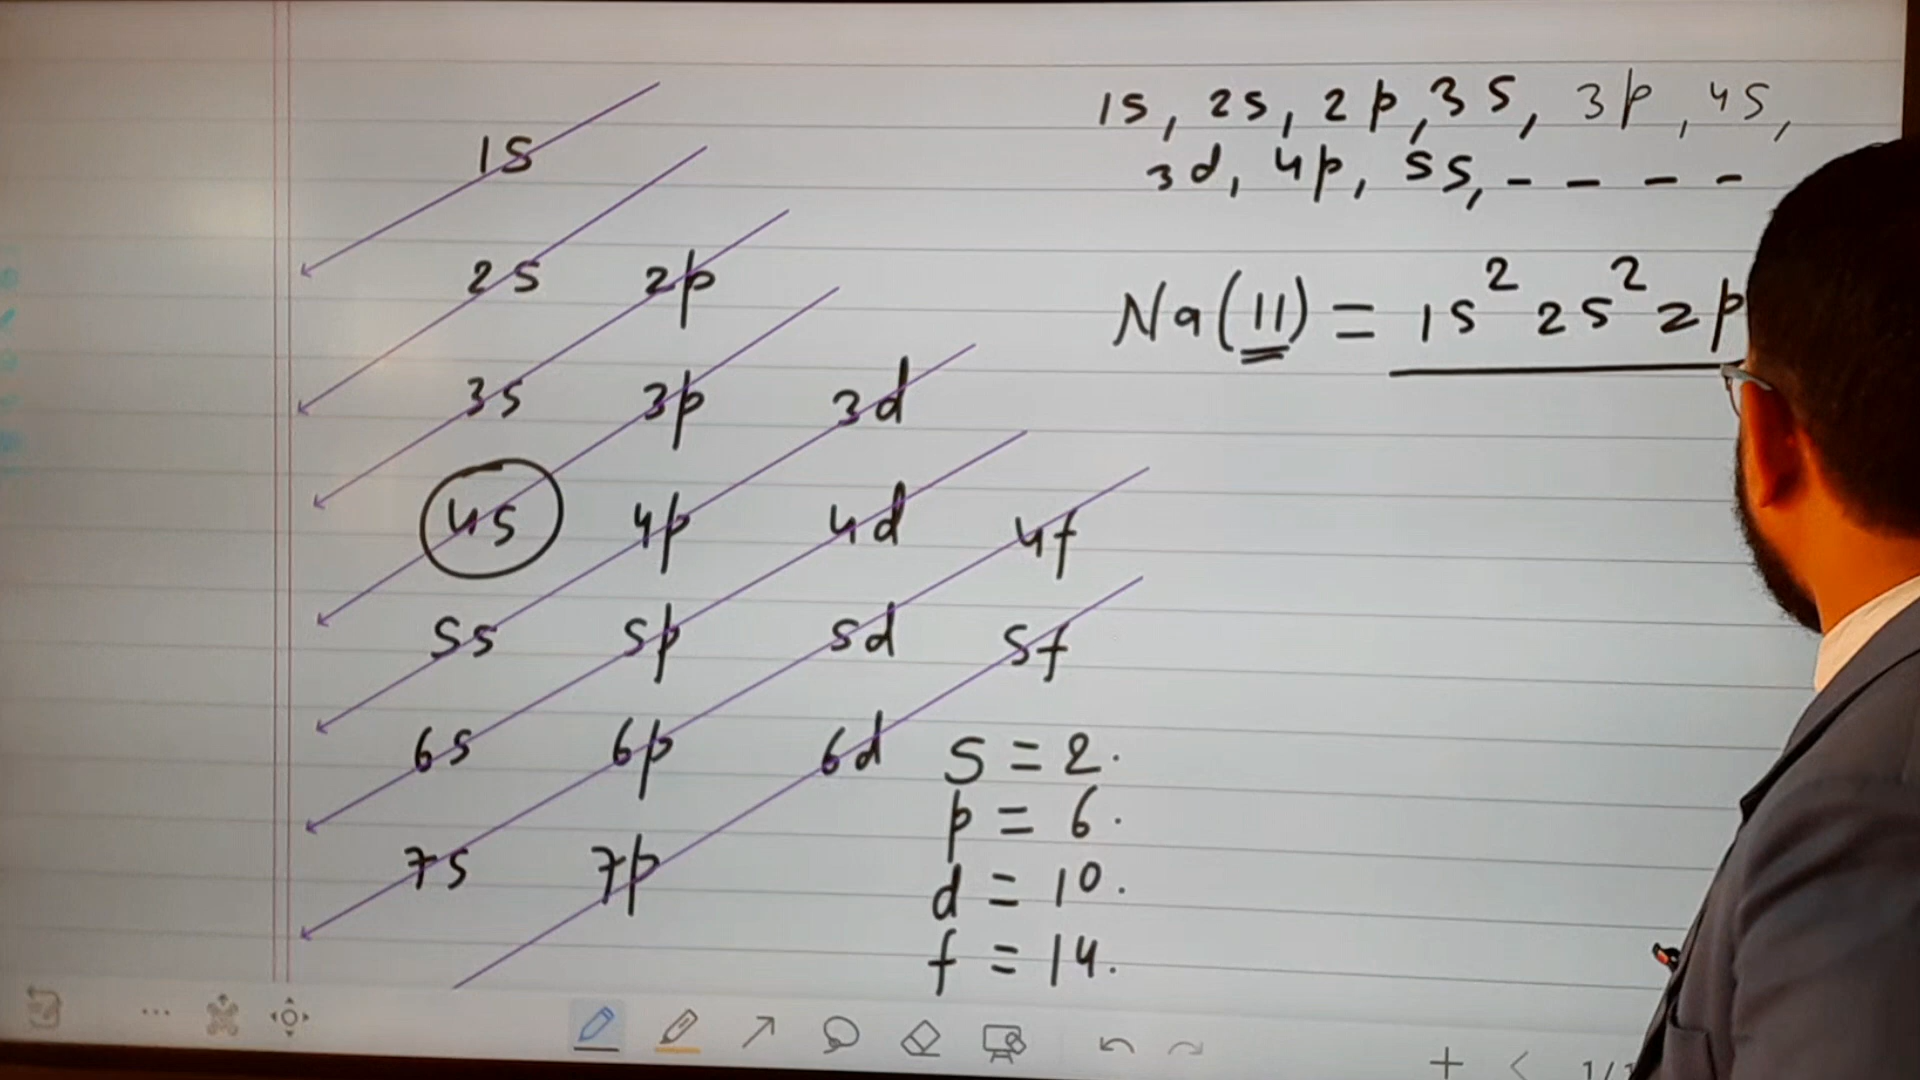 1s
2s 2p
3s 3p 3d
4s 4p 4d 4f
5s 5p 5d 5f
6s 6p 6d
7s 7p
s = 2.
p = 6.
d = 10.
f = 14.
1s, 2s, 2p, 3s, 3p, 4s,
3d, 4p, 5s, - - - -
Na(11) = 1s² 2s² 2p